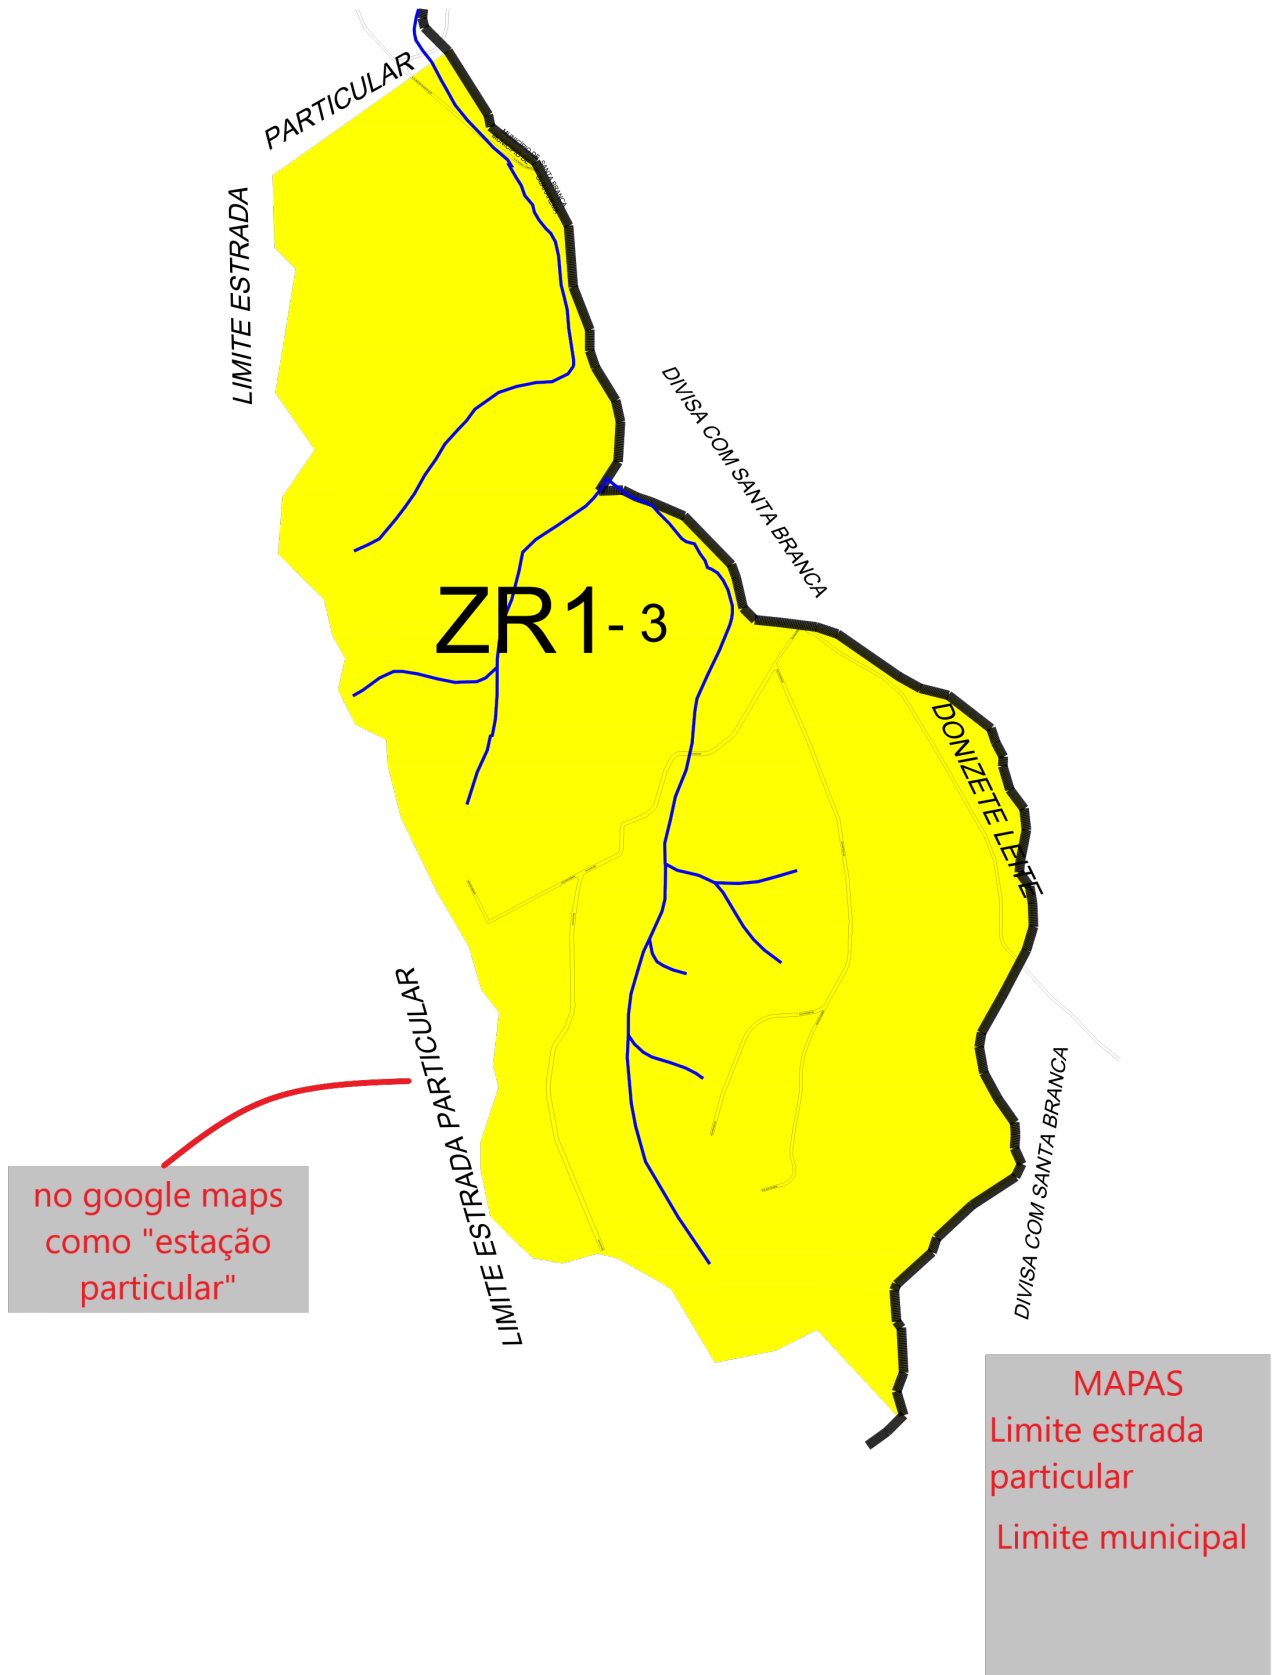 PARTICULAR
LIMITE ESTRADA
DIVISA COM SANTA BRANCA
ZR1 - 3
DONIZETE LEITE
LIMITE ESTRADA PARTICULAR
DIVISA COM SANTA BRANCA
no google maps
como "estação
particular"
MAPAS
Limite estrada
particular
Limite municipal